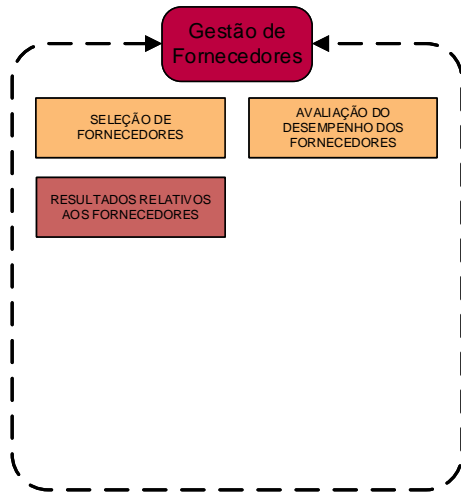 Gestão de
Fornecedores
SELEÇÃO DE
FORNECEDORES
AVALIAÇÃO DO
DESEMPENHO DOS
FORNECEDORES
RESULTADOS RELATIVOS
AOS FORNECEDORES